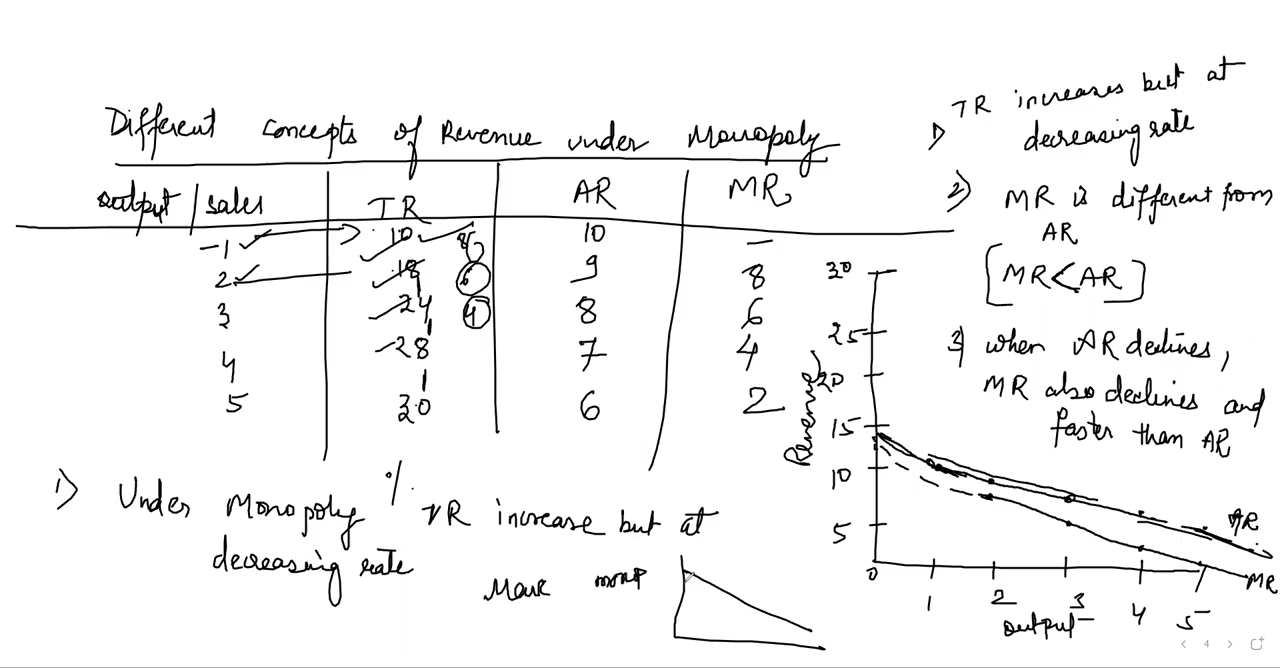 Different concepts of Revenue under Monopoly
output / sales TR AR MR
1 10 8 10 –
2 18 6 9 8
3 24 4 8 6
4 28 7 4
5 30 6 2
1) Under Monopoly TR increase but at
decreasing rate
1) TR increases but at
decreasing rate
2) MR is different from
AR
[MR < AR]
3) when AR declines,
MR also declines and
faster than AR
Revenue
30
25
20
15
10
5
0
1 2 3 4 5
output
AR
MR
4